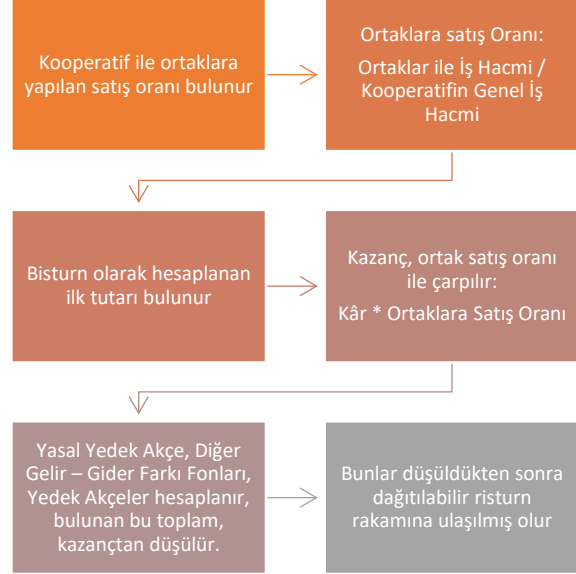 Kooperatif ile ortaklara
yapılan satış oranı bulunur
Ortaklara satış Oranı:
Ortaklar ile İş Hacmi /
Kooperatifin Genel İş
Hacmi
Bisturn olarak hesaplanan
ilk tutarı bulunur
Kazanç, ortak satış oranı
ile çarpılır:
Kâr * Ortaklara Satış Oranı
Yasal Yedek Akçe, Diğer
Gelir – Gider Farkı Fonları,
Yedek Akçeler hesaplanır,
bulunan bu toplam,
kazançtan düşülür.
Bunlar düşüldükten sonra
dağıtılabilir risturn
rakamına ulaşılmış olur